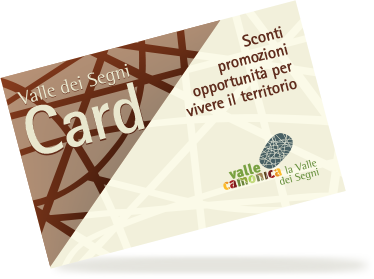 Valle dei Segni
Card
Sconti
promozioni
opportunità per
vivere il territorio
valle
camonica
la Valle
dei Segni